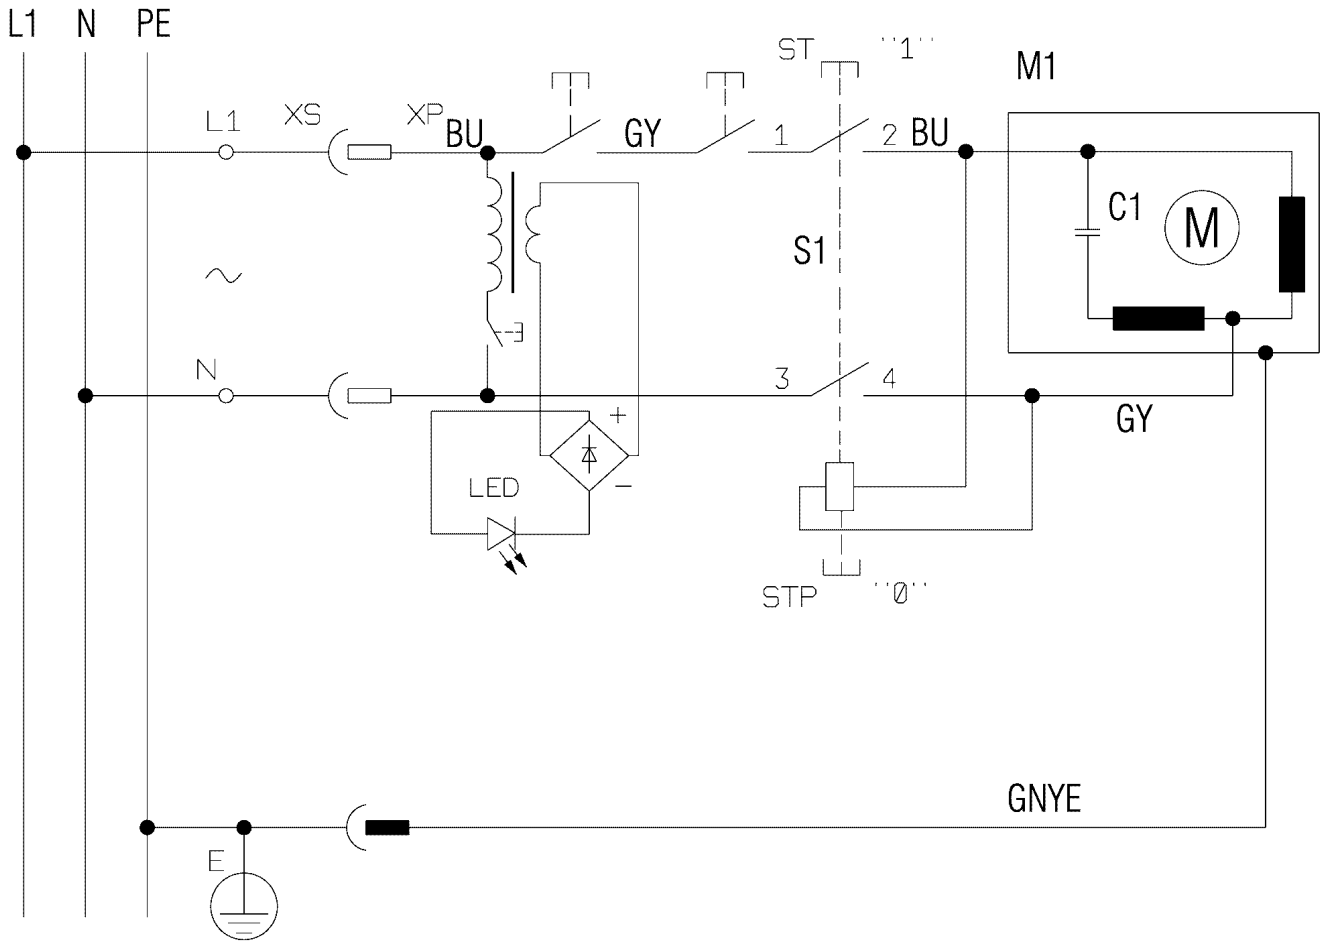 L1 N PE
ST "1"
M1
L1 XS XP BU GY 1 2 BU
C1 M
S1
N 3 4
GY
+
LED −
STP "0"
GNYE
E